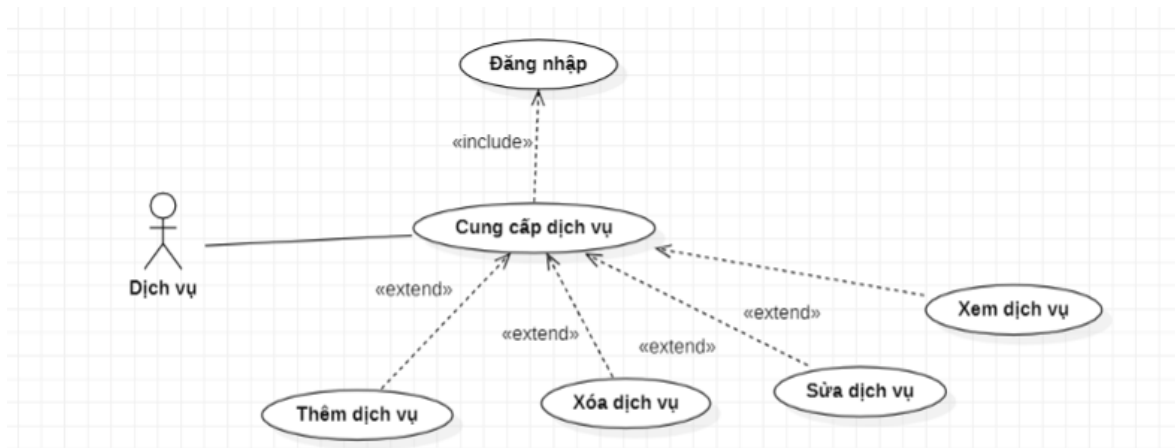 Đăng nhập
«include»
Cung cấp dịch vụ
Dịch vụ
«extend»
«extend»
«extend»
«extend»
Xem dịch vụ
Thêm dịch vụ
Xóa dịch vụ
Sửa dịch vụ